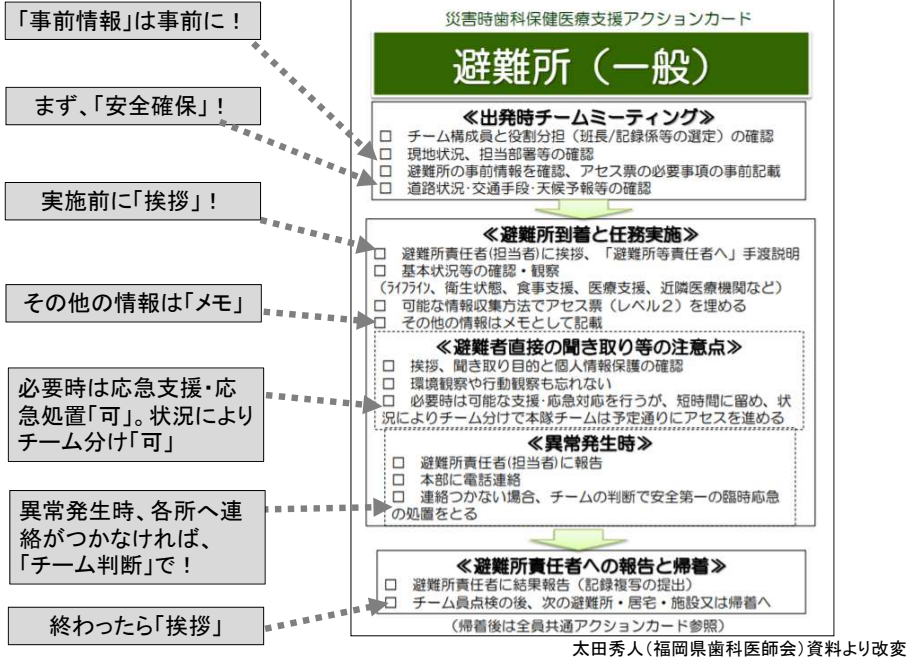 「事前情報」は事前に！
まず、「安全確保」！
実施前に「挨拶」！
その他の情報は「メモ」
必要時は応急支援・応
急処置「可」。状況により
チーム分け「可」
異常発生時、各所へ連
絡がつかなければ、
「チーム判断」で！
終わったら「挨拶」
災害時歯科保健医療支援アクションカード
避難所（一般）
≪出発時チームミーティング≫
□ チーム構成員と役割分担（班長/記録係等の選定）の確認
□ 現地状況、担当部署等の確認
□ 避難所の事前情報を確認、アセス票の必要事項の事前記載
□ 道路状況･交通手段･天候予報等の確認
≪避難所到着と任務実施≫
□ 避難所責任者(担当者)に挨拶、「避難所等責任者へ」手渡説明
□ 基本状況等の確認・観察
（ﾗｲﾌﾗｲﾝ、衛生状態、食事支援、医療支援、近隣医療機関など）
□ 可能な情報収集方法でアセス票（レベル２）を埋める
□ その他の情報はメモとして記載
≪避難者直接の聞き取り等の注意点≫
□ 挨拶、聞き取り目的と個人情報保護の確認
□ 環境観察や行動観察も忘れない
□ 必要時は可能な支援･応急対応を行うが、短時間に留め、状
況によりチーム分けで本隊チームは予定通りにアセスを進める
≪異常発生時≫
□ 避難所責任者(担当者)に報告
□ 本部に電話連絡
□ 連絡つかない場合、チームの判断で安全第一の臨時応急
の処置をとる
≪避難所責任者への報告と帰着≫
□ 避難所責任者に結果報告（記録複写の提出）
□ チーム員点検の後、次の避難所・居宅・施設又は帰着へ
（帰着後は全員共通アクションカード参照）
太田秀人（福岡県歯科医師会）資料より改変